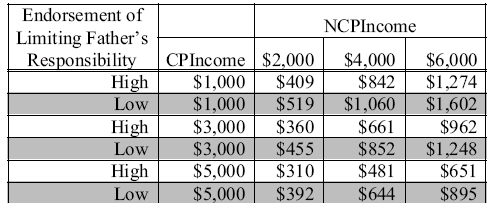 Endorsement of
Limiting Father's
Responsibility CPIncome NCPIncome
$2,000 $4,000 $6,000
High $1,000 $409 $842 $1,274
Low $1,000 $519 $1,060 $1,602
High $3,000 $360 $661 $962
Low $3,000 $455 $852 $1,248
High $5,000 $310 $481 $651
Low $5,000 $392 $644 $895